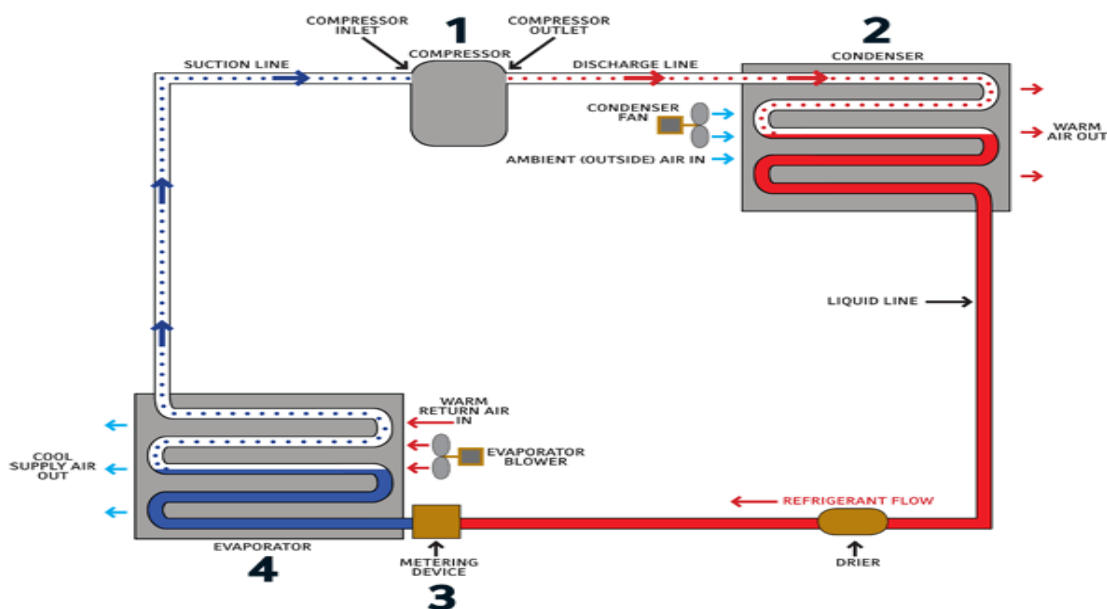 COMPRESSOR
INLET
1
COMPRESSOR
COMPRESSOR
OUTLET
2
CONDENSER
SUCTION LINE
DISCHARGE LINE
CONDENSER
FAN
AMBIENT (OUTSIDE) AIR IN
WARM
AIR OUT
LIQUID LINE
WARM
RETURN AIR
IN
EVAPORATOR
BLOWER
COOL
SUPPLY AIR
OUT
REFRIGERANT FLOW
EVAPORATOR
4
METERING
DEVICE
3
DRIER